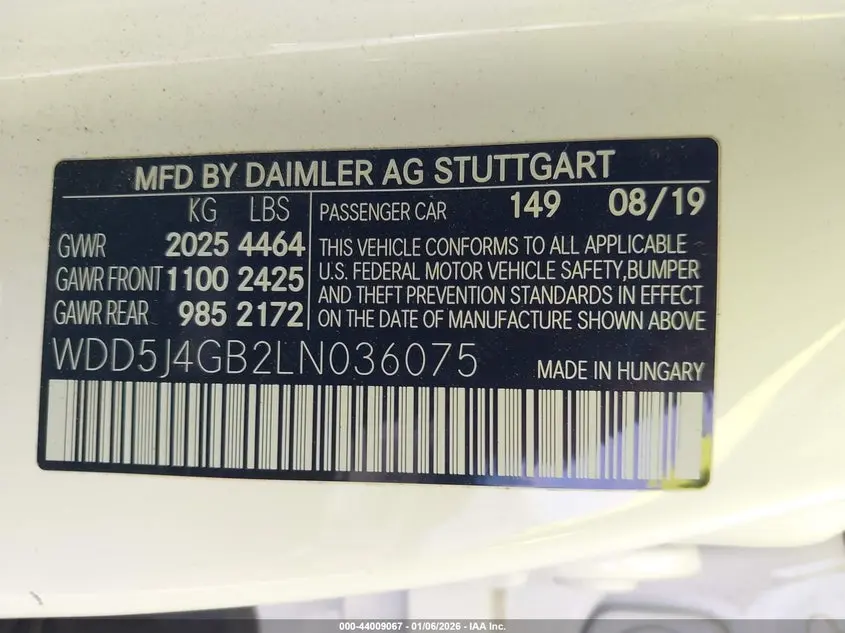 MFD BY DAIMLER AG STUTTGART
KG LBS
GVWR 2025 4464
GAWR FRONT 1100 2425
GAWR REAR 985 2172
PASSENGER CAR 149 08/19
THIS VEHICLE CONFORMS TO ALL APPLICABLE
U.S. FEDERAL MOTOR VEHICLE SAFETY,BUMPER
AND THEFT PREVENTION STANDARDS IN EFFECT
ON THE DATE OF MANUFACTURE SHOWN ABOVE
WDD5J4GB2LN036075
MADE IN HUNGARY
000-44009067 - 01/06/2026 - IAA Inc.